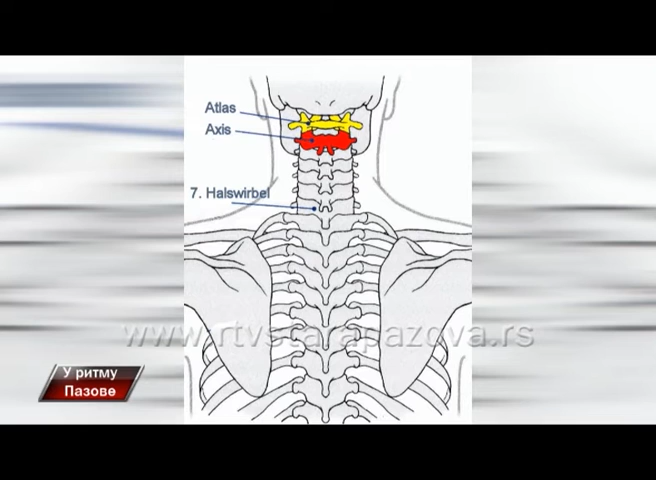 Atlas
Axis
7. Halswirbel
www.rtvstarapazova.rs
У ритму
Пазове